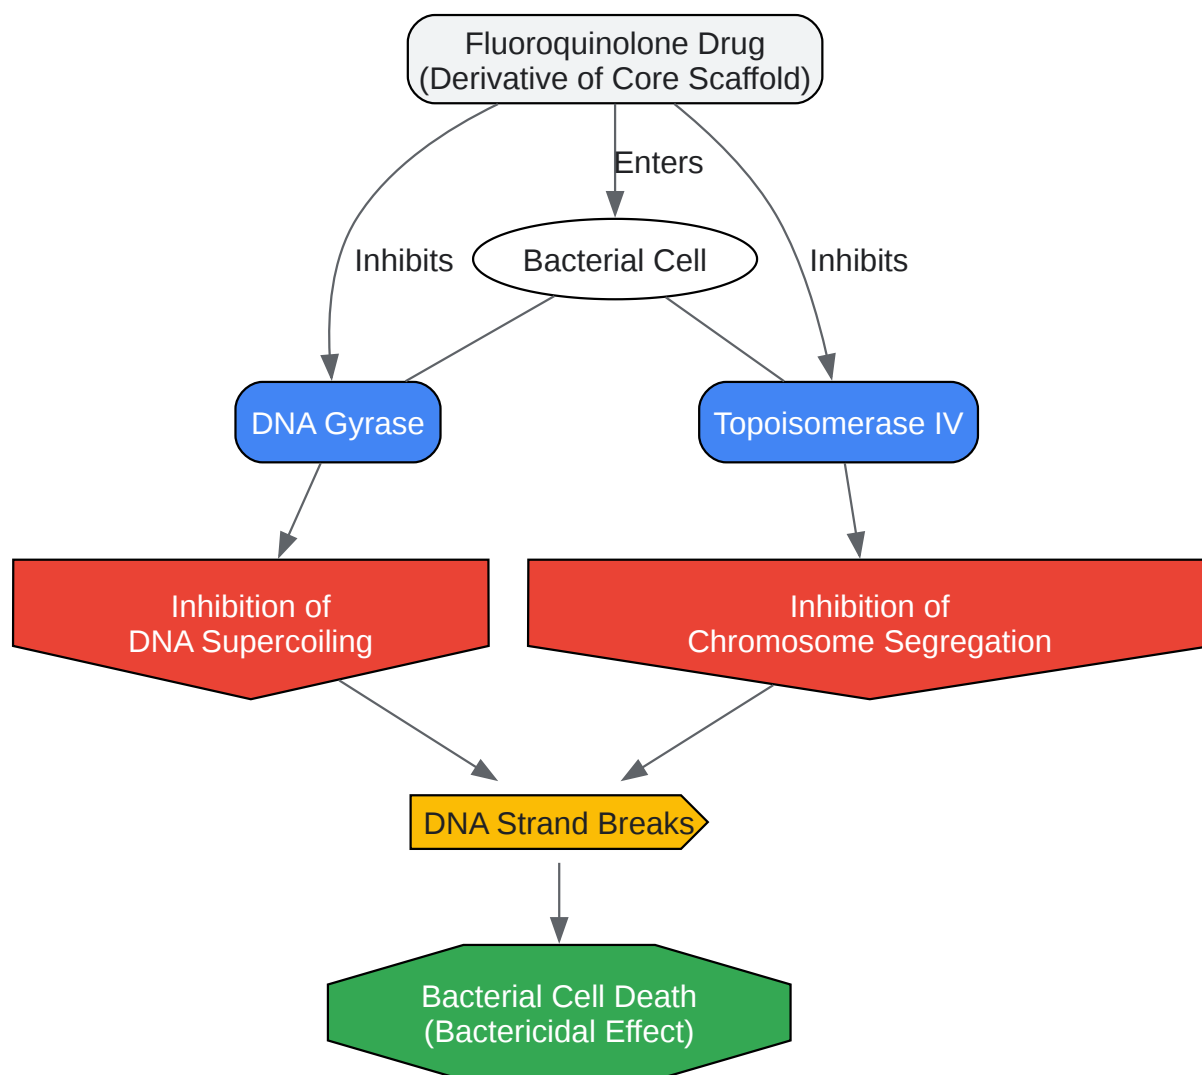 Fluoroquinolone Drug
(Derivative of Core Scaffold)
Enters
Inhibits
Bacterial Cell
Inhibits
DNA Gyrase
Topoisomerase IV
Inhibition of
DNA Supercoiling
Inhibition of
Chromosome Segregation
DNA Strand Breaks
Bacterial Cell Death
(Bactericidal Effect)